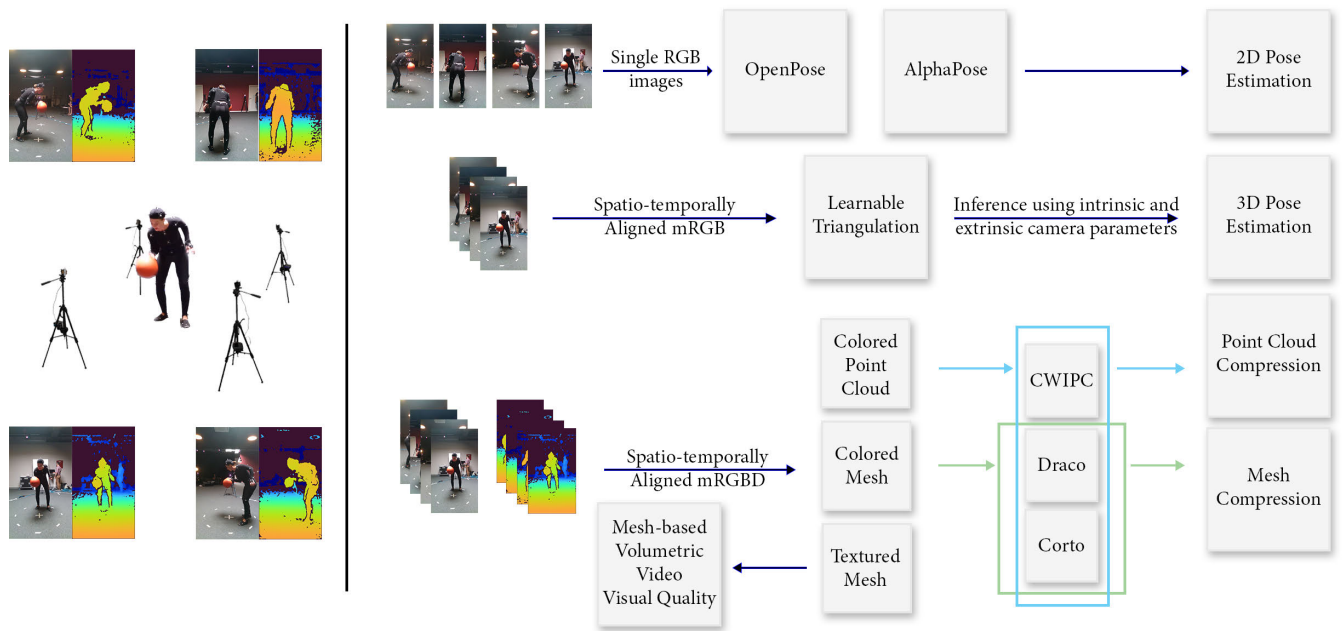 Single RGB
images
OpenPose
AlphaPose
2D Pose
Estimation
Spatio-temporally
Aligned mRGB
Learnable
Triangulation
Inference using intrinsic and
extrinsic camera parameters
3D Pose
Estimation
Colored
Point
Cloud
CWIPC
Point Cloud
Compression
Spatio-temporally
Aligned mRGBD
Colored
Mesh
Draco
Mesh
Compression
Mesh-based
Volumetric
Video
Visual Quality
Textured
Mesh
Corto